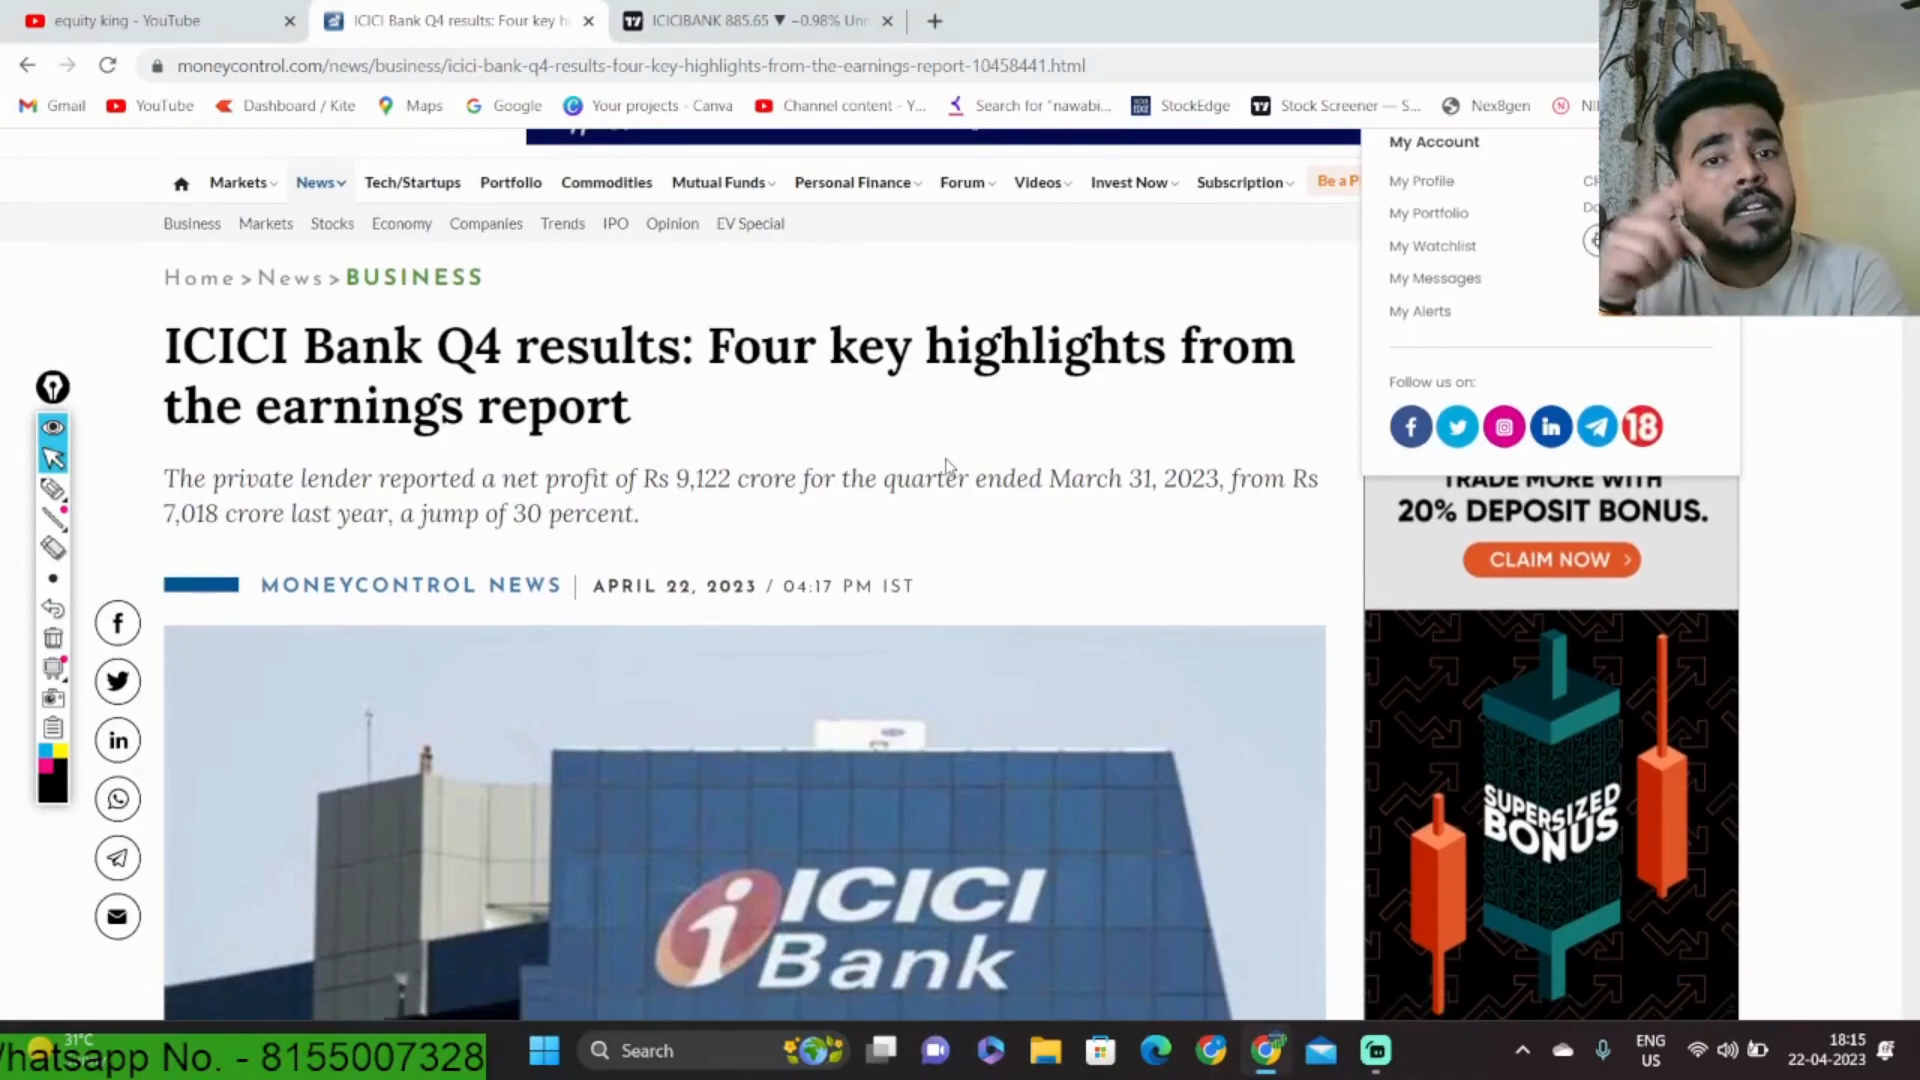 equity king - YouTube
ICICI Bank Q4 results: Four key hi
ICICIBANK 885.65 ▼ −0.98% Unn
moneycontrol.com/news/business/icici-bank-q4-results-four-key-highlights-from-the-earnings-report-10458441.html
Gmail YouTube Dashboard / Kite Maps Google Your projects - Canva Channel content - Y... Search for "nawabi... StockEdge Stock Screener — S... Nex8gen
My Account
Markets News Tech/Startups Portfolio Commodities Mutual Funds Personal Finance Forum Videos Invest Now Subscription Be a P
My Profile
Business Markets Stocks Economy Companies Trends IPO Opinion EV Special
My Portfolio
My Watchlist
My Messages
My Alerts
Home > News > BUSINESS
ICICI Bank Q4 results: Four key highlights from
the earnings report
Follow us on:
18
The private lender reported a net profit of Rs 9,122 crore for the quarter ended March 31, 2023, from Rs
7,018 crore last year, a jump of 30 percent.
TRADE MORE WITH
20% DEPOSIT BONUS.
CLAIM NOW >
MONEYCONTROL NEWS | APRIL 22, 2023 / 04:17 PM IST
SUPERSIZED
BONUS
ICICI
Bank
31°C
hatsapp No. - 8155007328
Search
ENG
US
18:15
22-04-2023